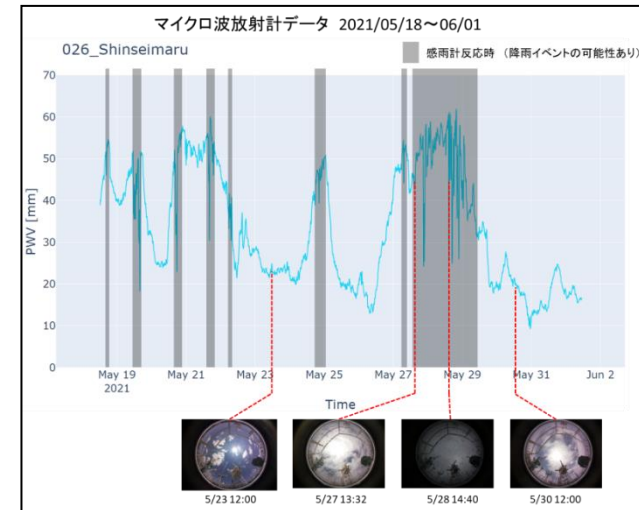 マイクロ波放射計データ 2021/05/18～06/01
026_Shinseimaru
感雨計反応時 （降雨イベントの可能性あり）
70
60
50
40
30
20
10
0
PWV [mm]
May 19
2021
May 21
May 23
May 25
May 27
May 29
May 31
Jun 2
Time
5/23 12:00
5/27 13:32
5/28 14:40
5/30 12:00